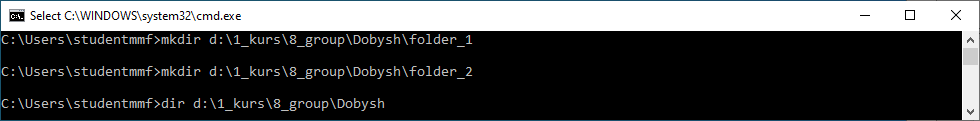 Select C:\WINDOWS\system32\cmd.exe
C:\Users\studentmmf>mkdir d:\1_kurs\8_group\Dobysh\folder_1
C:\Users\studentmmf>mkdir d:\1_kurs\8_group\Dobysh\folder_2
C:\Users\studentmmf>dir d:\1_kurs\8_group\Dobysh